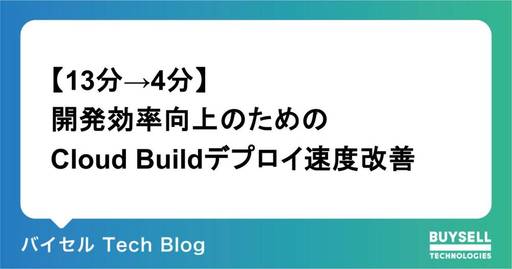 【13分→4分】
開発効率向上のための
Cloud Buildデプロイ速度改善
バイセル Tech Blog
BUYSELL
TECHNOLOGIES